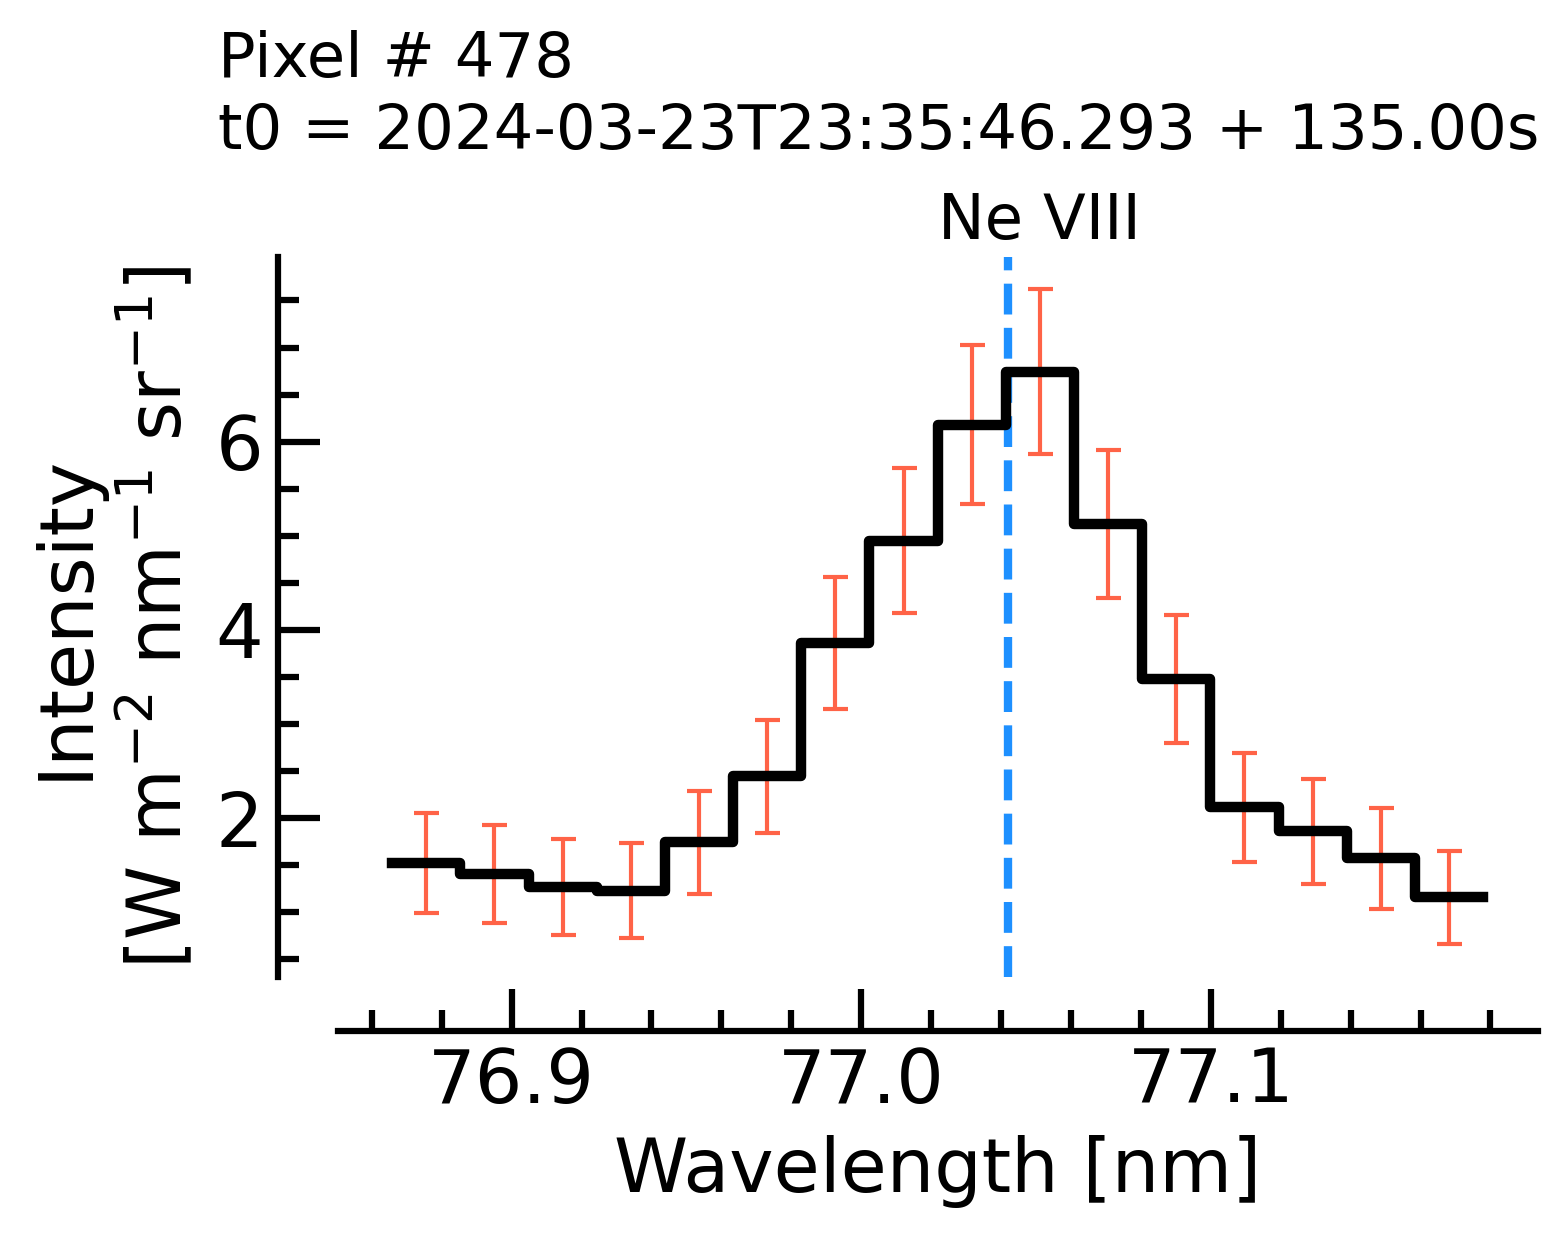 Pixel # 478
t0 = 2024-03-23T23:35:46.293 + 135.00s
Ne VIII
Intensity
[W m⁻² nm⁻¹ sr⁻¹]
6
4
2
76.9 77.0 77.1
Wavelength [nm]